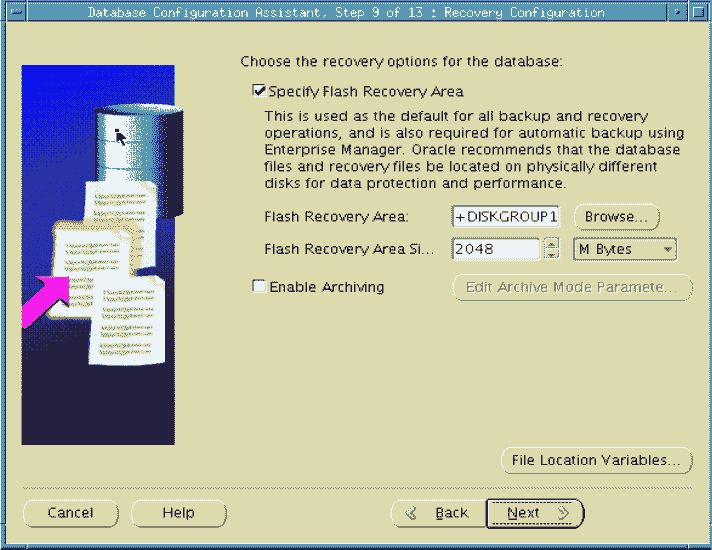 Database Configuration Assistant, Step 9 of 13 : Recovery Configuration
Choose the recovery options for the database:
Specify Flash Recovery Area
This is used as the default for all backup and recovery
operations, and is also required for automatic backup using
Enterprise Manager. Oracle recommends that the database
files and recovery files be located on physically different
disks for data protection and performance.
Flash Recovery Area: +DISKGROUP1 Browse...
Flash Recovery Area Si... 2048 M Bytes
Enable Archiving Edit Archive Mode Paramete...
File Location Variables...
Cancel Help Back Next